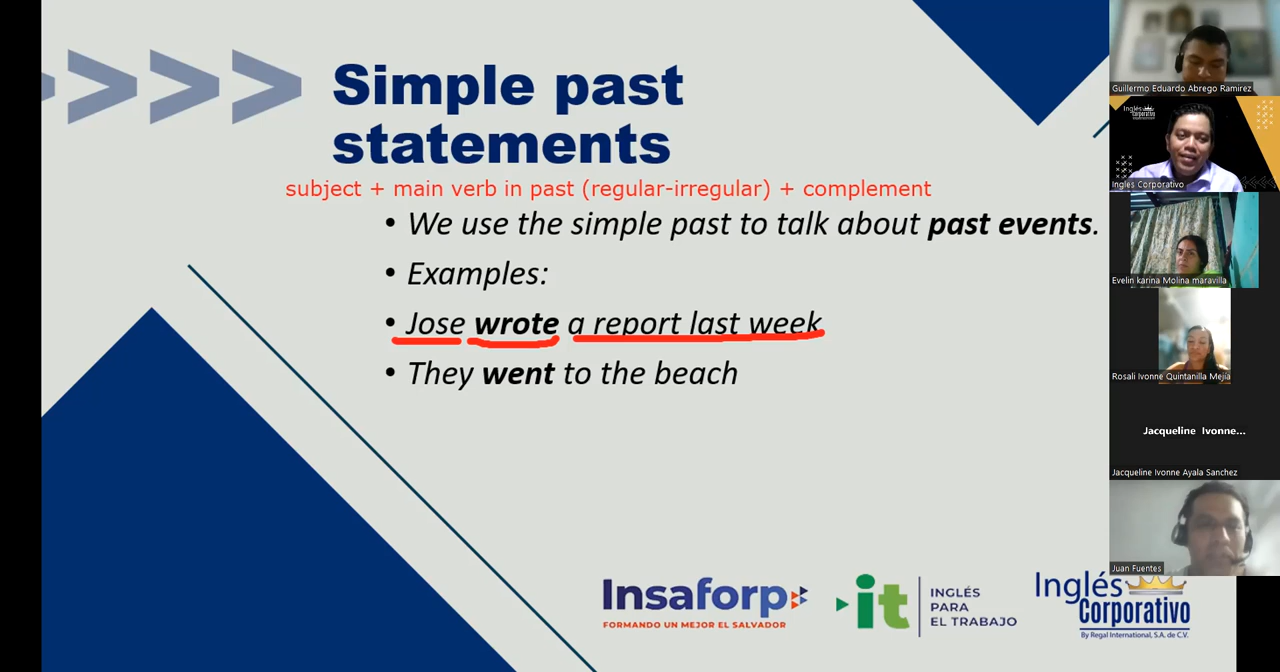 Simple past
statements
subject + main verb in past (regular-irregular) + complement
• We use the simple past to talk about past events.
• Examples:
• Jose wrote a report last week
• They went to the beach
Insaforp
FORMANDO UN MEJOR EL SALVADOR
it
INGLÉS
PARA
EL TRABAJO
Inglés
Corporativo
By Regal International, S.A. de C.V.
Guillermo Eduardo Abrego Ramirez
Inglés
Corporativo
Ingles Corporativo
Evelin karina Molina maravilla
Rosali Ivonne Quintanilla Mejia
Jacqueline Ivonne...
Jacqueline Ivonne Ayala Sanchez
Juan Fuentes